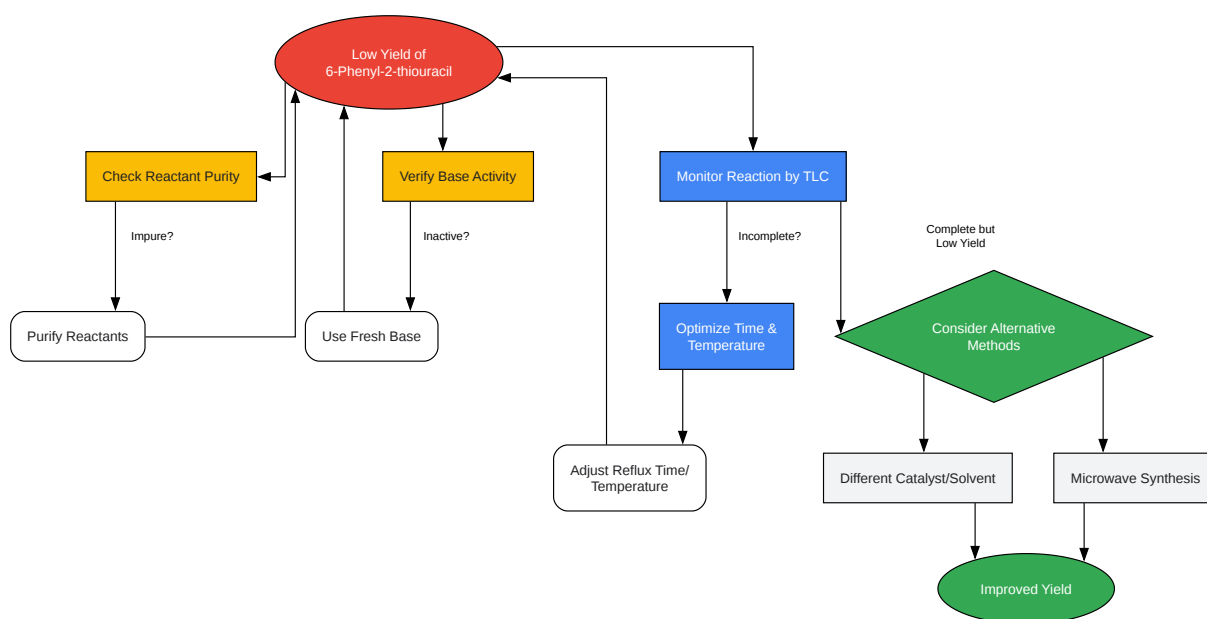 Low Yield of
6-Phenyl-2-thiouracil
Check Reactant Purity
Verify Base Activity
Monitor Reaction by TLC
Impure?
Inactive?
Incomplete?
Complete but
Low Yield
Purify Reactants
Use Fresh Base
Optimize Time &
Temperature
Consider Alternative
Methods
Adjust Reflux Time/
Temperature
Different Catalyst/Solvent
Microwave Synthesis
Improved Yield